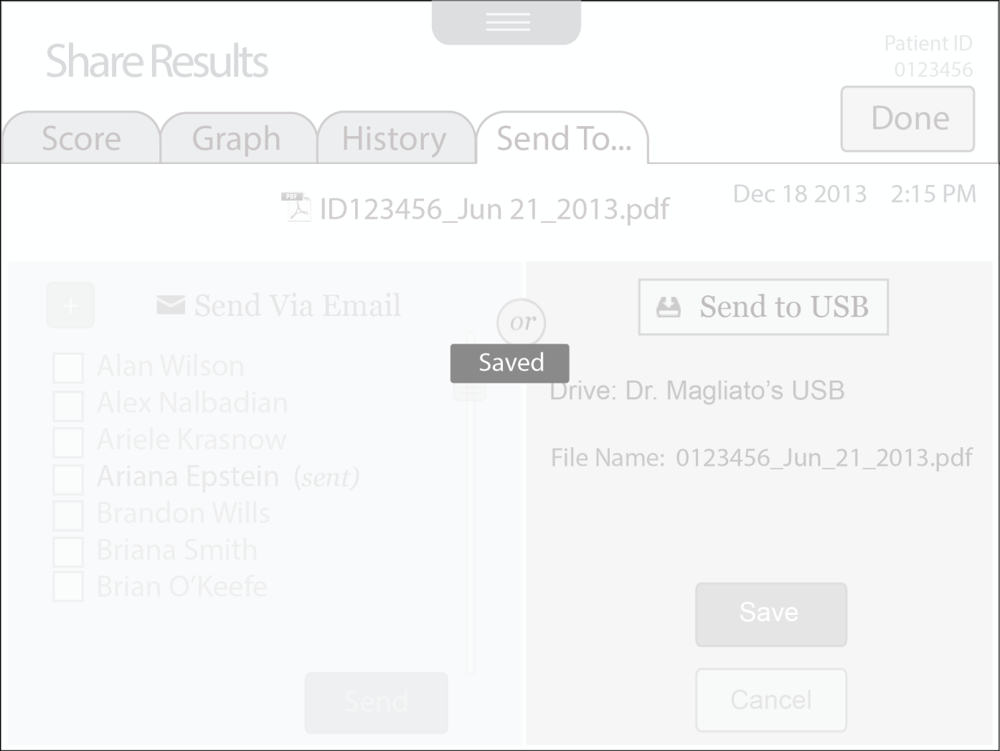 Share Results
Patient ID
0123456
Done
Score
Graph
History
Send To...
PDF
ID123456_Jun 21_2013.pdf
Dec 18 2013 2:15 PM
+
Send Via Email
or
Send to USB
Saved
Alan Wilson
Alex Nalbadian
Ariele Krasnow
Ariana Epstein (sent)
Brandon Wills
Briana Smith
Brian O’Keefe
Send
Drive: Dr. Magliato’s USB
File Name: 0123456_Jun_21_2013.pdf
Save
Cancel